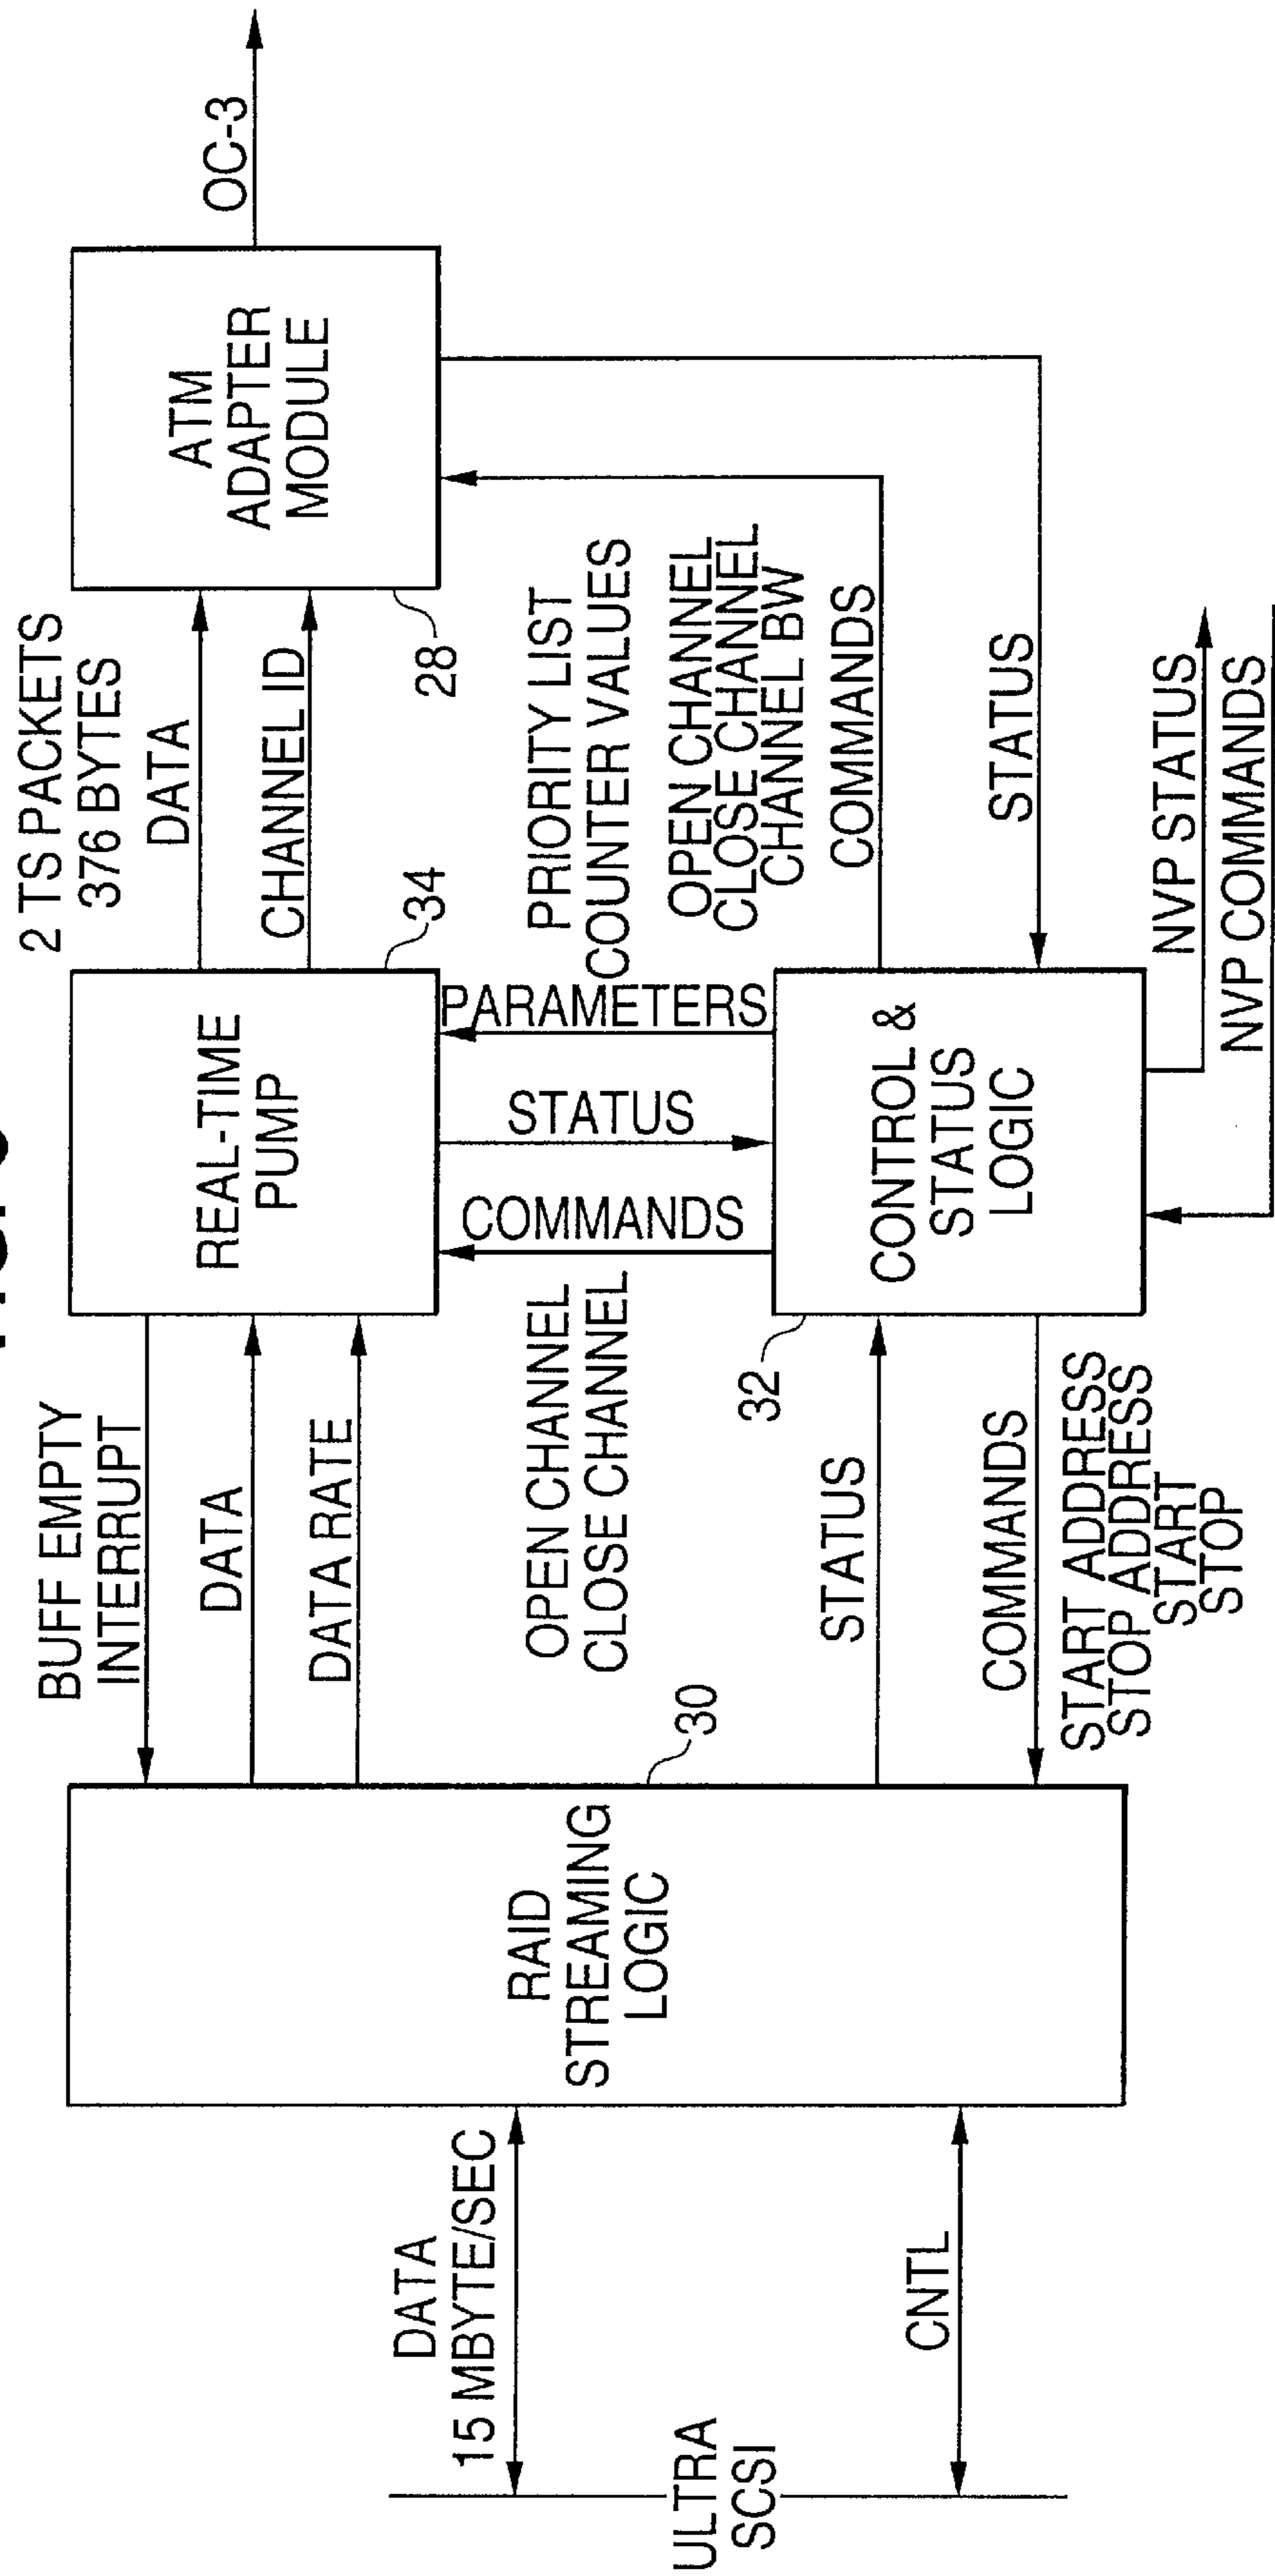 ULTRA
SCSI
DATA
15 MBYTE/SEC
CNTL
RAID
STREAMING
LOGIC
30
BUFF EMPTY
INTERRUPT
DATA
DATA RATE
OPEN CHANNEL
CLOSE CHANNEL
STATUS
COMMANDS
START ADDRESS
STOP ADDRESS
START
STOP
REAL-TIME
PUMP
34
COMMANDS
STATUS
PARAMETERS
CONTROL &
STATUS
LOGIC
32
2 TS PACKETS
376 BYTES
DATA
CHANNEL ID
PRIORITY LIST
COUNTER VALUES
OPEN CHANNEL
CLOSE CHANNEL
CHANNEL BW
COMMANDS
STATUS
NVP STATUS
NVP COMMANDS
ATM
ADAPTER
MODULE
28
OC-3